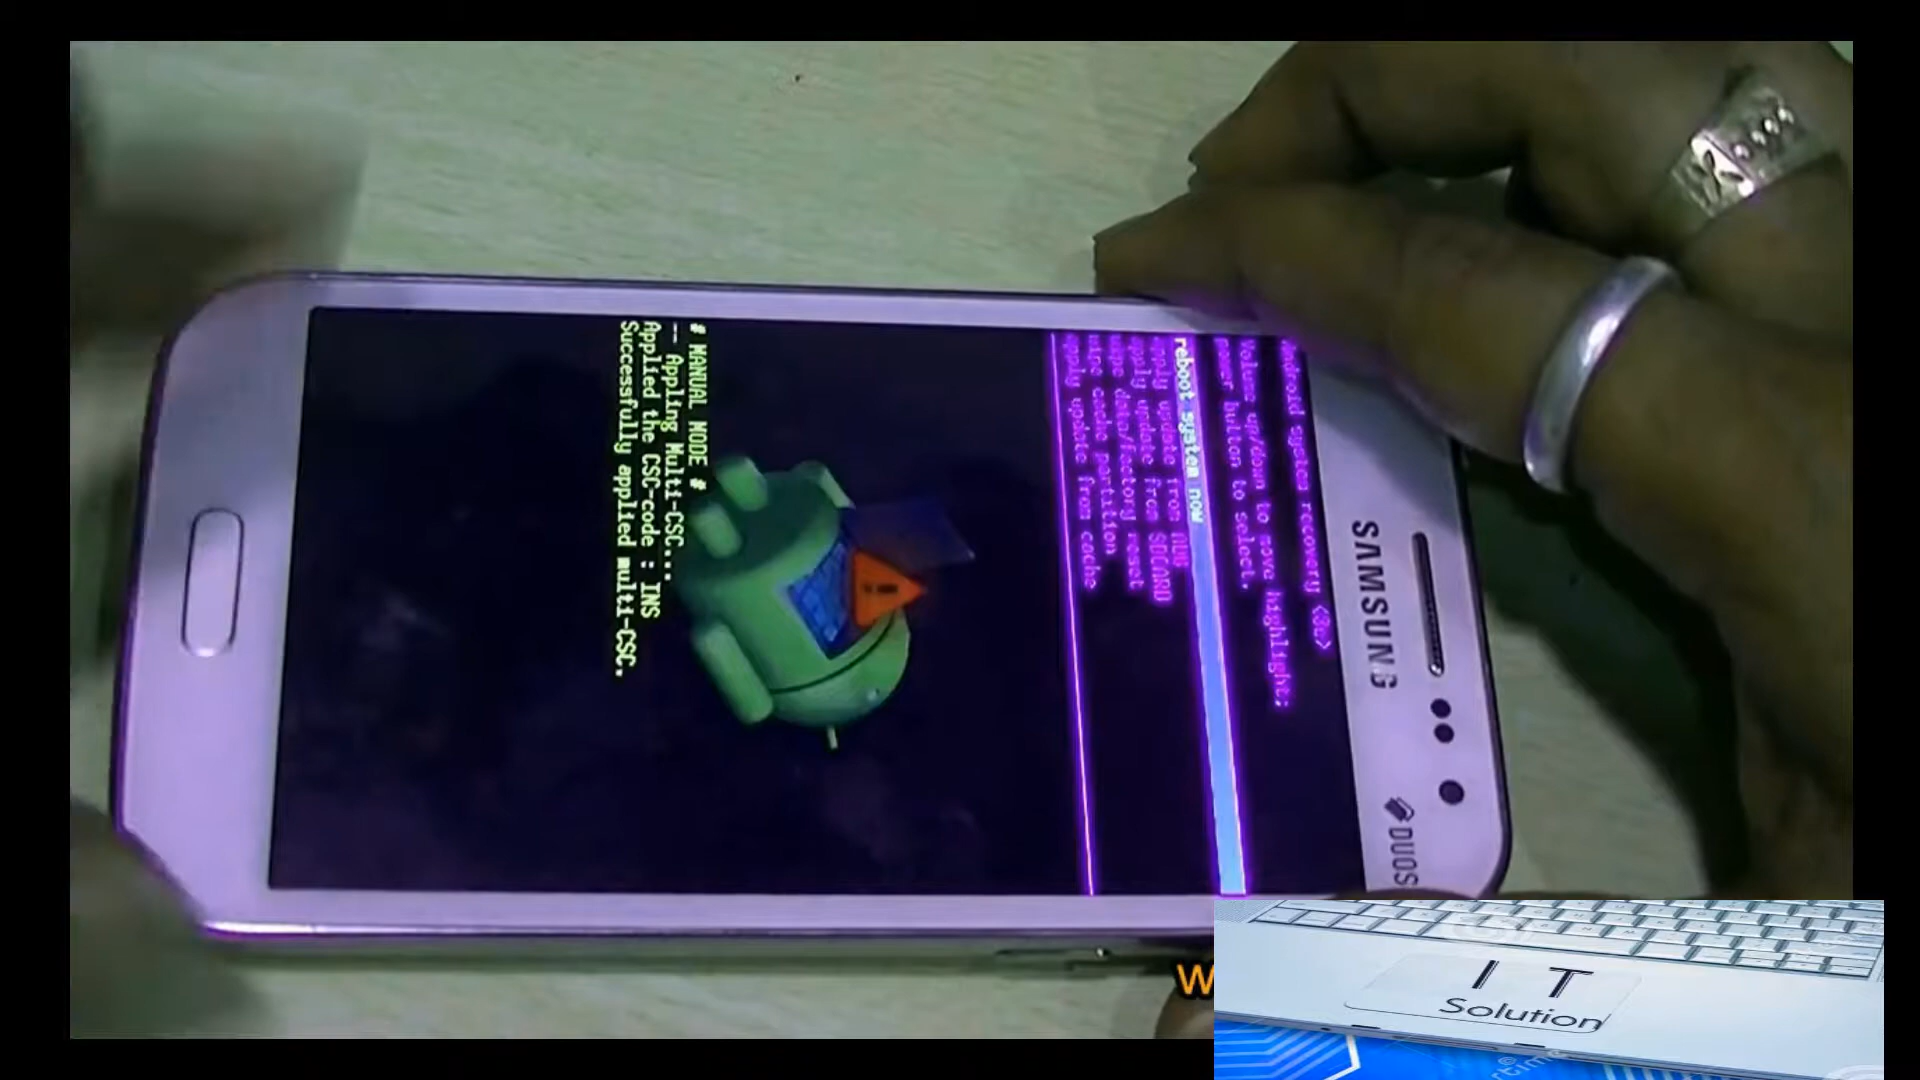 SAMSUNG
DUOS
Android system recovery <3e>
Volume up/down to move highlight;
power button to select.
reboot system now
apply update from ADB
apply update from SDCARD
wipe data/factory reset
wipe cache partition
apply update from cache
# MANUAL MODE #
-- Appling Multi-CSC...
Applied the CSC-code : INS
Successfully applied multi-CSC.
W
I T
Solution